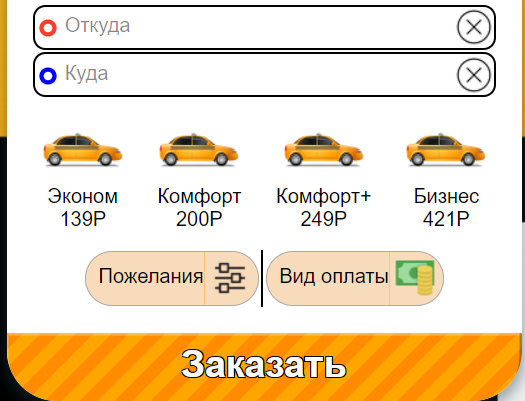 Откуда
Куда
Эконом Комфорт Комфорт+ Бизнес
139Р 200Р 249Р 421Р
Пожелания Вид оплаты
Заказать